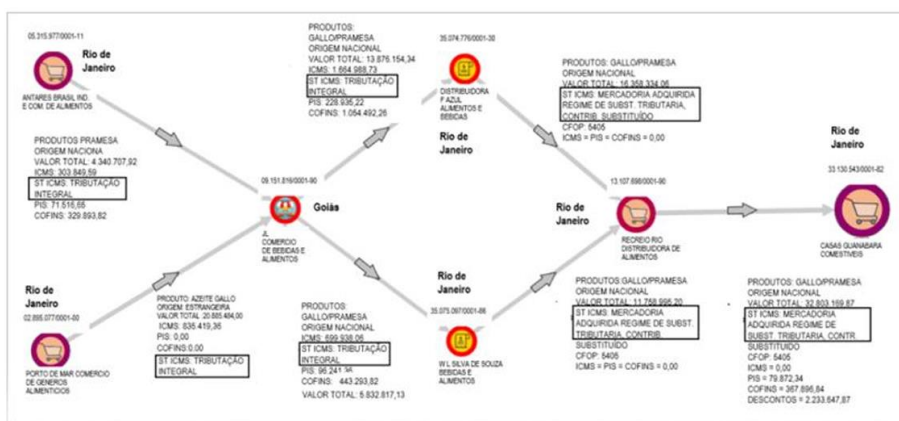 05.315.977/0001-11
Rio de
Janeiro
ANTARES BRASIL IND.
E COM. DE ALIMENTOS
PRODUTOS PRAMESA
ORIGEM NACIONA
VALOR TOTAL: 4.340.707,92
ICMS: 303.849,59
ST ICMS: TRIBUTAÇÃO
INTEGRAL
PIS: 71.516,66
COFINS: 329.893,82
Rio de
Janeiro
02.895.077/0001-80
PORTO DE MAR COMERCIO
DE GENEROS
ALIMENTICIOS
PRODUTO: AZEITE GALLO
ORIGEM: ESTRANGEIRA
VALOR TOTAL: 20.885.484,00
ICMS: 835.419,36
PIS: 0,00
COFINS:0.00
ST ICMS: TRIBUTAÇÃO
INTEGRAL
09.151.816/0001-90
Goiás
JL
COMERCIO
DE BEBIDAS E
ALIMENTOS
PRODUTOS:
GALLO/PRAMESA
ORIGEM NACIONAL
VALOR TOTAL: 13.876.154,34
ICMS: 1.664.988,73
ST ICMS: TRIBUTAÇÃO
INTEGRAL
PIS: 228.936,22
COFINS: 1.054.492,26
PRODUTOS:
GALLO/PRAMESA
ORIGEM NACIONAL
ICMS: 699.938,06
ST ICMS: TRIBUTAÇÃO
INTEGRAL
PIS: 96.241,
COFINS: 443.293,82
VALOR TOTAL: 5.832.817,13
35.074.776/0001-30
DISTRIBUIDORA
F AZUL
ALIMENTOS E
BEBIDAS
Rio de
Janeiro
Rio de
Janeiro
35.075.097/0001-86
W L SILVA DE SOUZA
BEBIDAS E
ALIMENTOS
PRODUTOS: GALLO/PRAMESA
ORIGEM NACIONAL
VALOR TOTAL: 16.358.334,06
ST ICMS: MERCADORIA ADQUIRIDA
REGIME DE SUBST. TRIBUTARIA,
CONTRIB. SUBSTITUÍDO
CFOP: 5405
ICMS = PIS = COFINS = 0,00
13.107.898/0001-90
Rio de
Janeiro
RECREIO RIO
DISTRIBUIDORA DE
ALIMENTOS
PRODUTOS:GALLO/PRAMESA
ORIGEM NACIONAL
VALOR TOTAL: 11.758.995,20
ST ICMS: MERCADORIA
ADQUIRIDA REGIME DE SUBST.
TRIBUTARIA, CONTRIB.
SUBSTITUÍDO
CFOP: 5405
ICMS = PIS = COFINS = 0,00
Rio de
Janeiro
33.130.543/0001-82
CASAS GUANABARA
COMESTIVEIS
PRODUTOS: GALLO/PRAMESA
ORIGEM NACIONAL
VALOR TOTAL: 32.803.169,87
ST ICMS: MERCADORIA
ADQUIRIDA REGIME DE
SUBST. TRIBUTARIA, CONTR.
SUBSTITUÍDO
CFOP: 5405
ICMS = 0,00
PIS = 79.872,34
COFINS = 367.896,84
DESCONTOS = 2.233.647,87